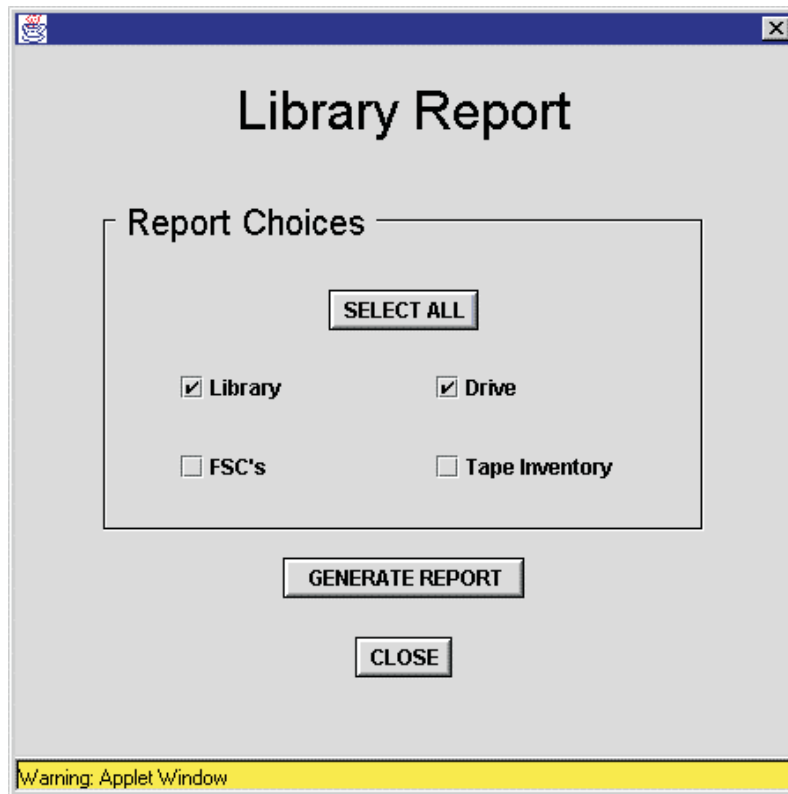 Library Report
Report Choices
SELECT ALL
Library Drive
FSC's Tape Inventory
GENERATE REPORT
CLOSE
Warning: Applet Window